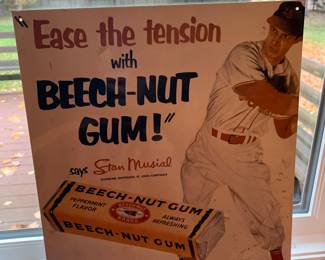 "Ease the tension
with
BEECH-NUT
GUM!"
says Stan Musial
BEECH-NUT GUM
PEPPERMINT
FLAVOR
ALWAYS
REFRESHING
BEECH-NUT GUM